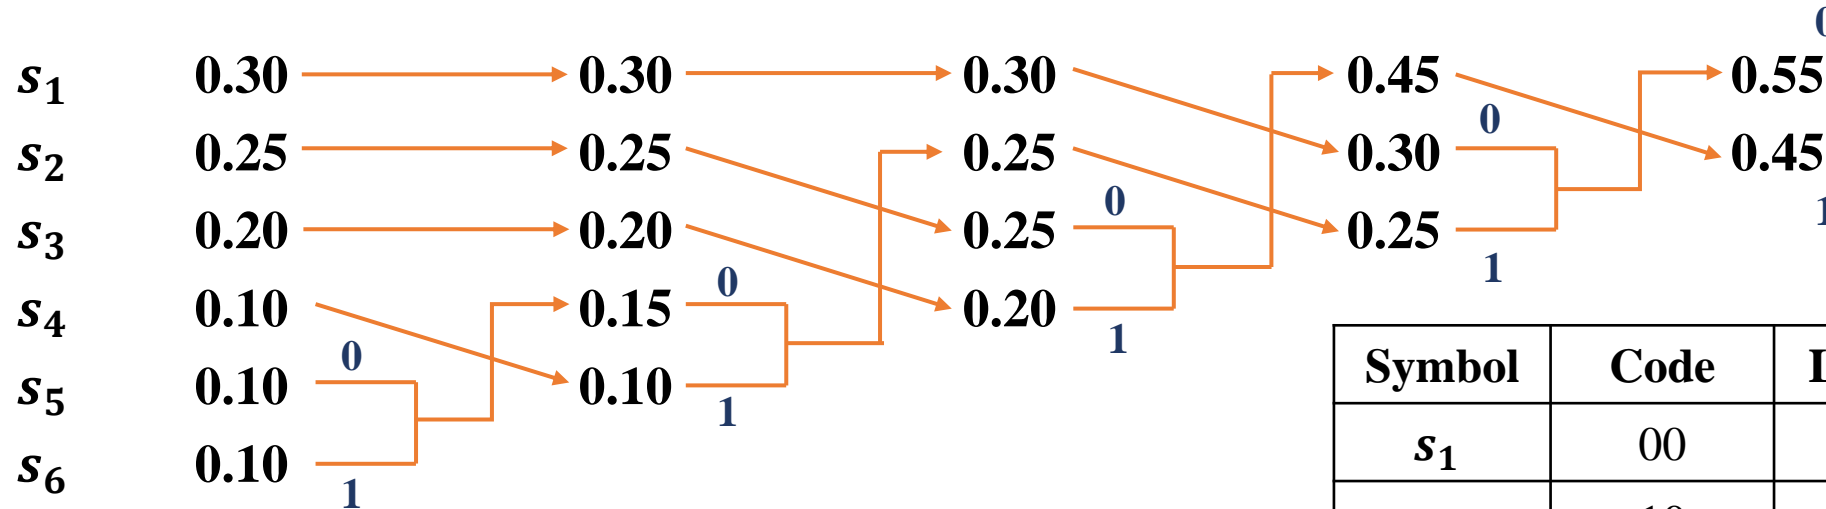 0
s₁ 0.30 0.30 0.30 0.45 0.55
0
s₂ 0.25 0.25 0.25 0.30 0.45
0
s₃ 0.20 0.20 0.25 0.25 1
0 1
s₄ 0.10 0.15 0.20
0 1
s₅ 0.10 0.10
1
s₆ 0.10
1
Symbol Code
s₁ 00
10